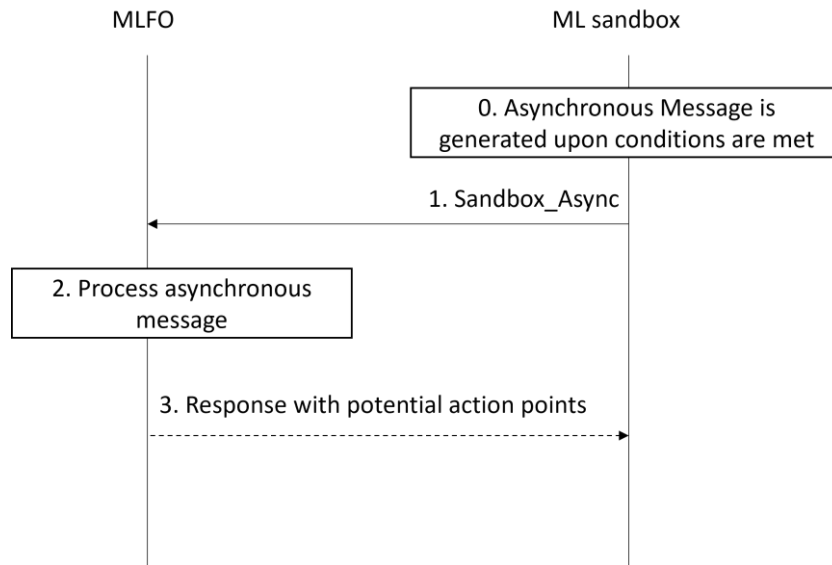 MLFO
ML sandbox
0. Asynchronous Message is
generated upon conditions are met
1. Sandbox_Async
2. Process asynchronous
message
3. Response with potential action points